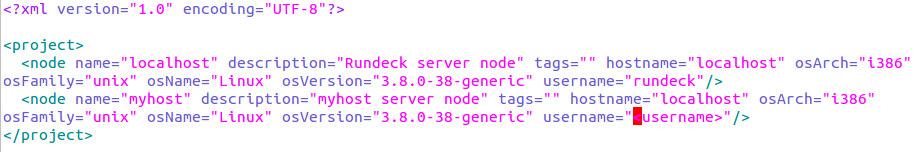 <?xml version="1.0" encoding="UTF-8"?>
<project>
<node name="localhost" description="Rundeck server node" tags="" hostname="localhost" osArch="i386"
osFamily="unix" osName="Linux" osVersion="3.8.0-38-generic" username="rundeck"/>
<node name="myhost" description="myhost server node" tags="" hostname="localhost" osArch="i386"
osFamily="unix" osName="Linux" osVersion="3.8.0-38-generic" username="<username>"/>
</project>